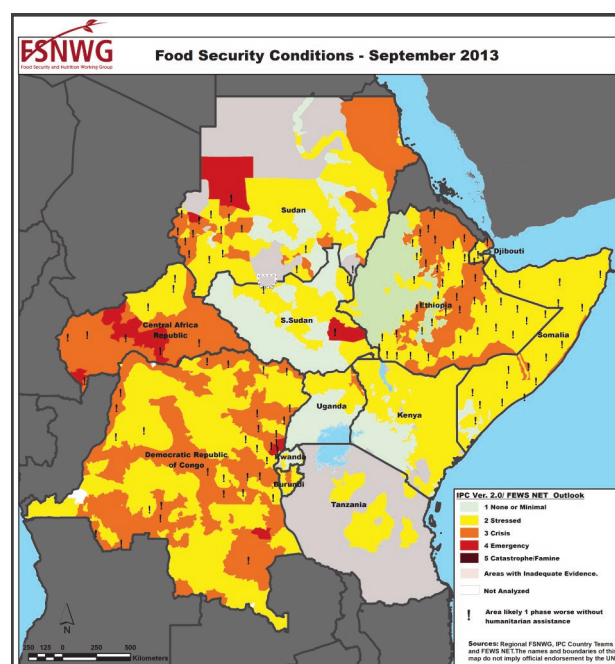 FSNWG
Food Security and Nutrition Working Group
Food Security Conditions - September 2013
Sudan
Djibouti
Ethiopia
S.Sudan
Central Africa
Republic
Somalia
Uganda
Kenya
Democratic Republic
of Congo
Rwanda
Burundi
Tanzania
IPC Ver. 2.0/ FEWS NET Outlook
1 None or Minimal
2 Stressed
3 Crisis
4 Emergency
5 Catastrophe/Famine
Areas with Inadequate Evidence.
Not Analyzed
! Area likely 1 phase worse without
humanitarian assistance
N
250 125 0 250
Kilometers
Sources: Regional FSNWG, IPC Country Teams
and FEWS NET.The names and boundaries of this
map do not imply official endorsement by the UN